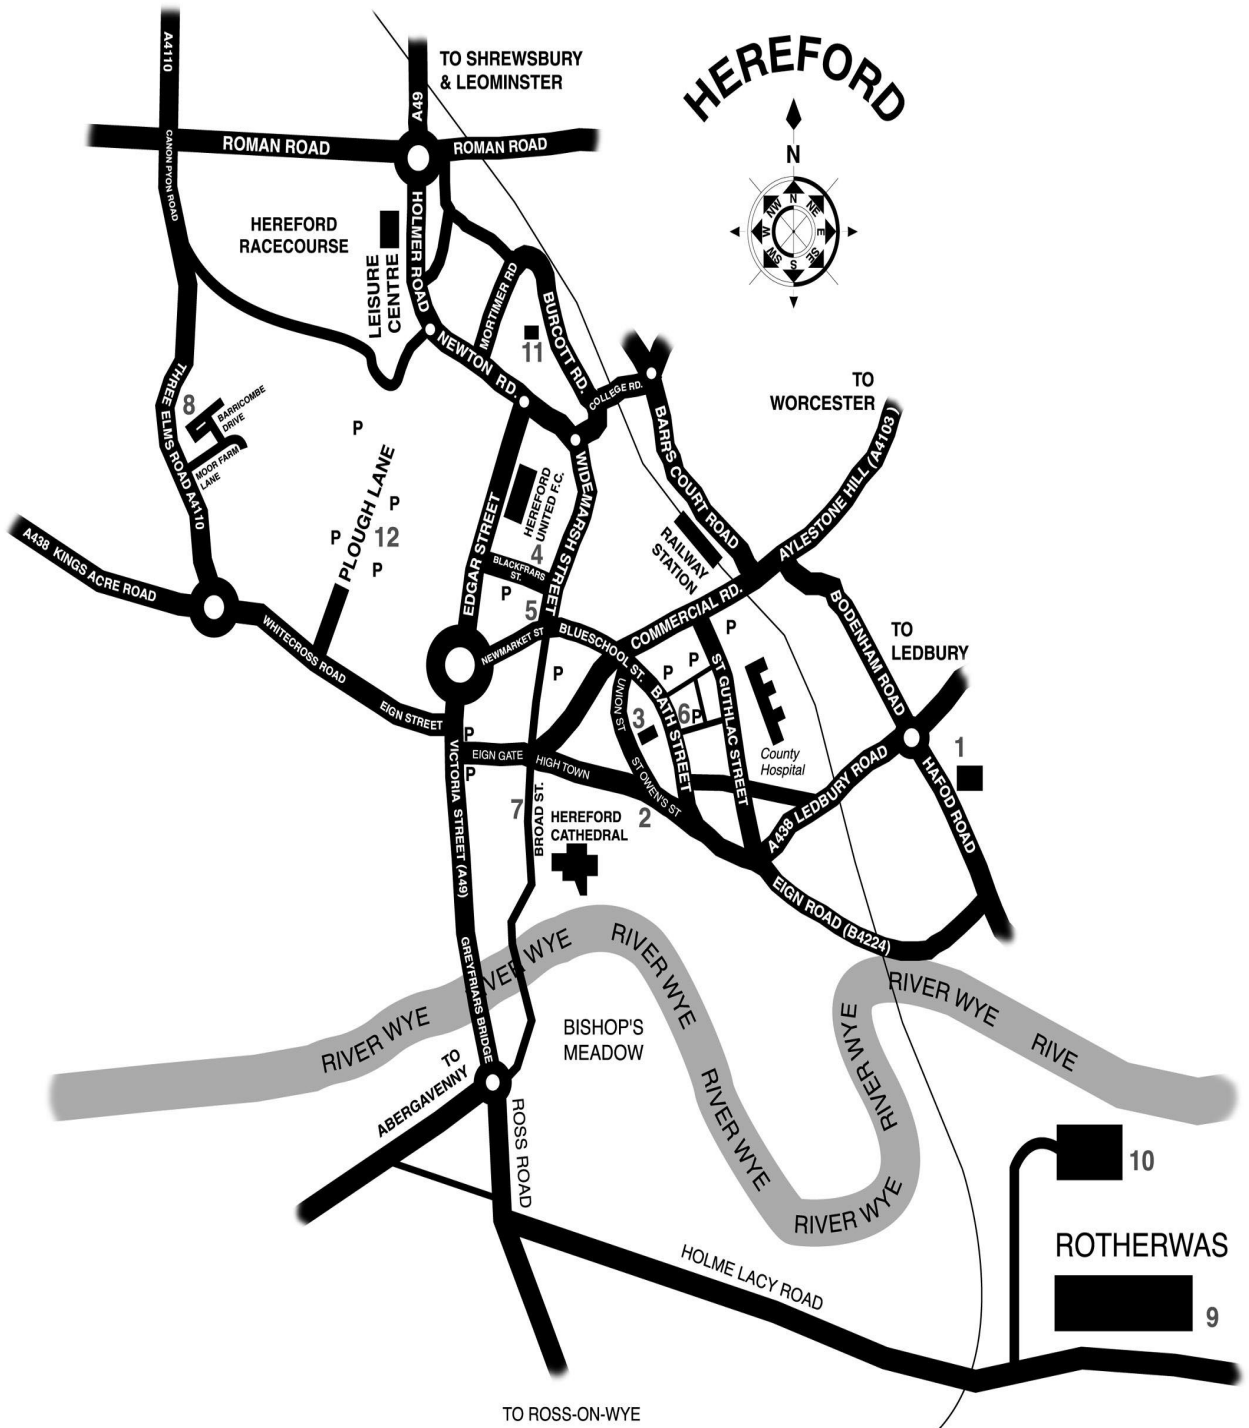 HEREFORD
N
N
NE
E
SE
S
SW
W
NW
A4110
A49
TO SHREWSBURY
& LEOMINSTER
ROMAN ROAD
ROMAN ROAD
CANON PYON ROAD
HOLMER ROAD
HEREFORD
RACECOURSE
LEISURE
CENTRE
MORTIMER RD
BURCOTT RD.
11
NEWTON RD.
COLLEGE RD.
TO
WORCESTER
THREE ELMS ROAD A4110
8
BARRICOMBE
DRIVE
MOOR FARM
LANE
P
PLOUGH LANE
P
P
12
P
BARRS COURT ROAD
AYLESTONE HILL (A4103)
EDGAR STREET
HEREFORD
UNITED F.C.
WIDEMARSH STREET
4
BLACKFRIARS
ST.
P
5
RAILWAY
STATION
A438 KINGS ACRE ROAD
WHITECROSS ROAD
EIGN STREET
NEWMARKET ST
BLUESCHOOL ST.
COMMERCIAL RD.
P
P
P
P
BODENHAM ROAD
TO
LEDBURY
UNION ST
3
BATH STREET
6
P
ST GUTHLAC STREET
County
Hospital
1
P
EIGN GATE
HIGH TOWN
P
VICTORIA STREET (A49)
ST OWEN'S ST
2
7
BROAD ST.
HEREFORD
CATHEDRAL
A438 LEDBURY ROAD
HAFOD ROAD
EIGN ROAD (B4224)
GREYFRIARS BRIDGE
RIVER WYE
VER WYE
RIVER WYE
RIVER WYE
RIVER WYE
RIVER WYE
RIVER WYE
RIVE
BISHOP'S
MEADOW
TO
ABERGAVENNY
ROSS ROAD
10
ROTHERWAS
9
HOLME LACY ROAD
TO ROSS-ON-WYE